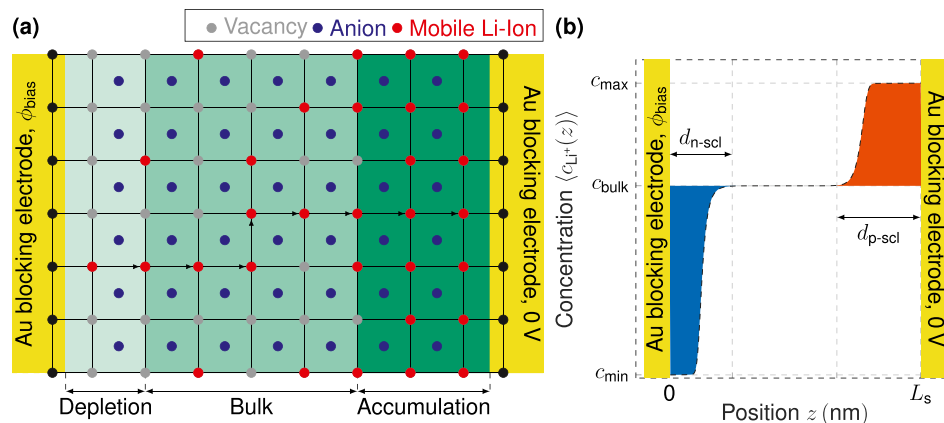 (a)
Vacancy Anion Mobile Li-Ion
Au blocking electrode, ϕbias
Au blocking electrode, 0 V
Depletion Bulk Accumulation
(b)
Concentration ⟨cLi+(z)⟩
cmax
cbulk
cmin
Au blocking electrode, ϕbias
dn-scl
dp-scl
Au blocking electrode, 0 V
0 Ls
Position z (nm)